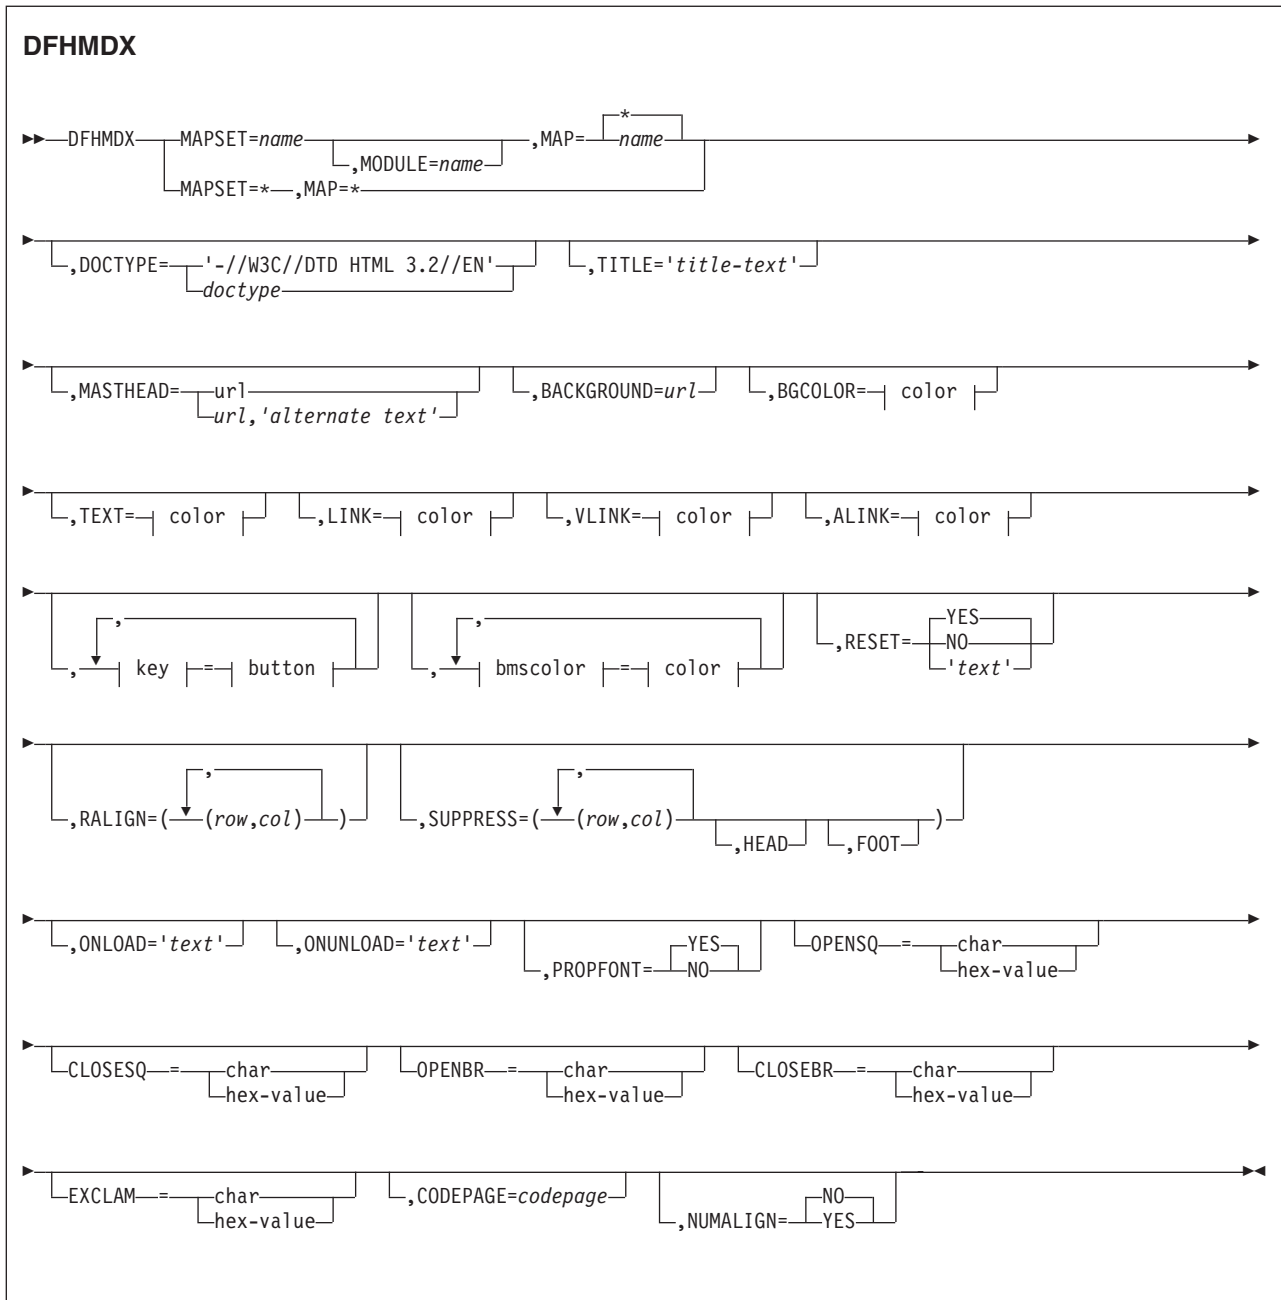 DFHMDX
*
DFHMDX MAPSET=name ,MAP= name
,MODULE=name
MAPSET=* ,MAP=*
,DOCTYPE= '-//W3C//DTD HTML 3.2//EN' ,TITLE='title-text'
doctype
,MASTHEAD= url ,BACKGROUND=url ,BGCOLOR= color
url,'alternate text'
,TEXT= color ,LINK= color ,VLINK= color ,ALINK= color
, , YES
,RESET= NO
, key = button , bmscolor = color 'text'
, ,
,RALIGN=( (row,col) ) ,SUPPRESS=( (row,col) )
,HEAD ,FOOT
,ONLOAD='text' ,ONUNLOAD='text' YES OPENSQ = char
,PROPFONT= NO hex-value
CLOSESQ = char OPENBR = char CLOSEBR = char
hex-value hex-value hex-value
EXCLAM = char ,CODEPAGE=codepage NO
hex-value ,NUMALIGN= YES